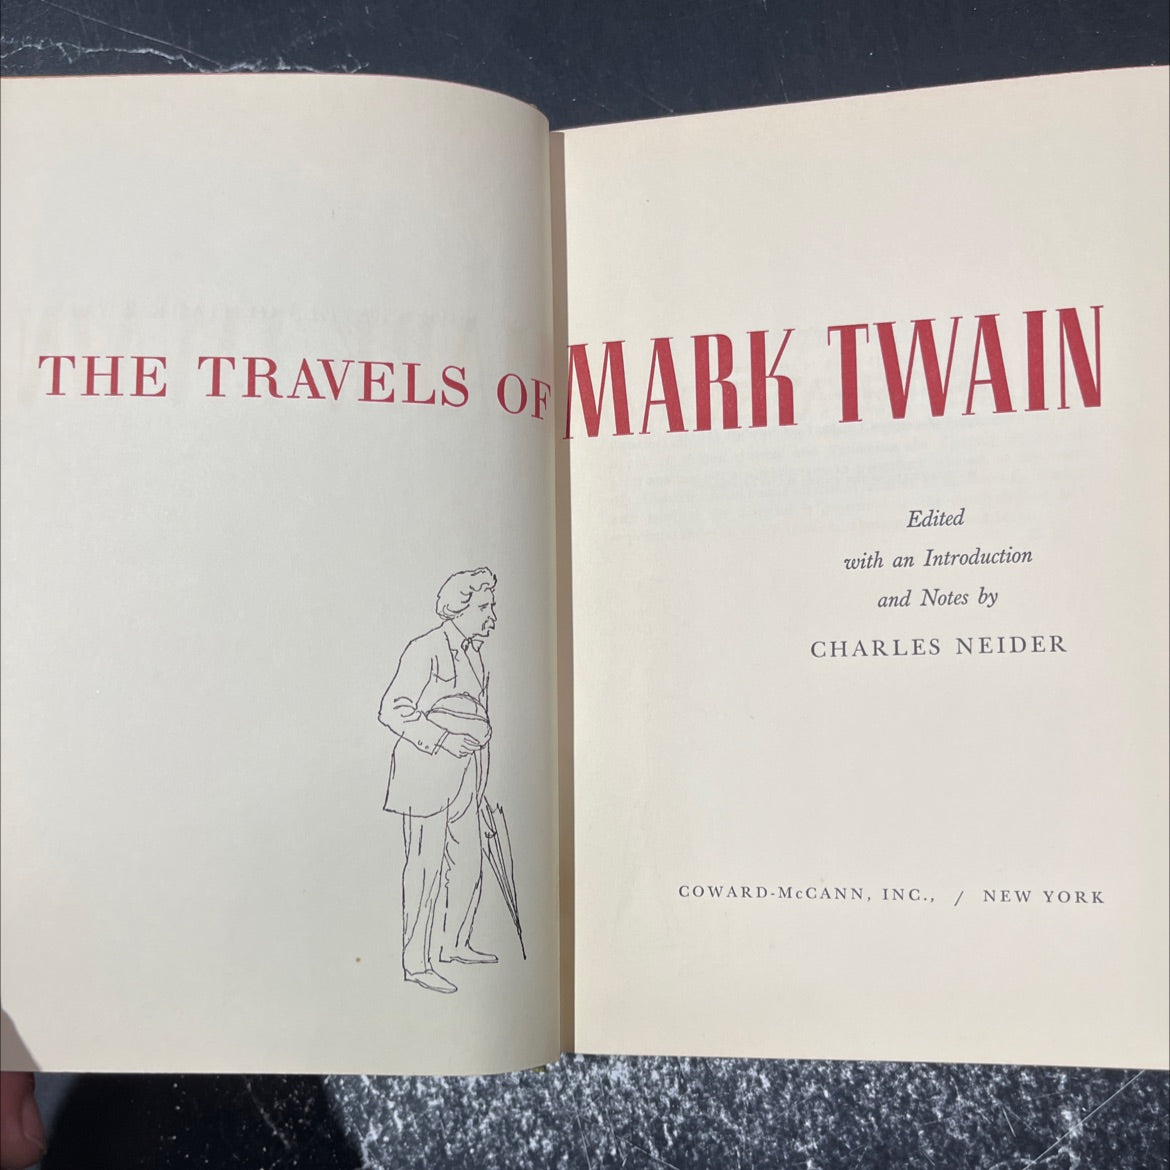 THE TRAVELS OF MARK TWAIN
Edited
with an Introduction
and Notes by
CHARLES NEIDER
COWARD-McCANN, INC., / NEW YORK